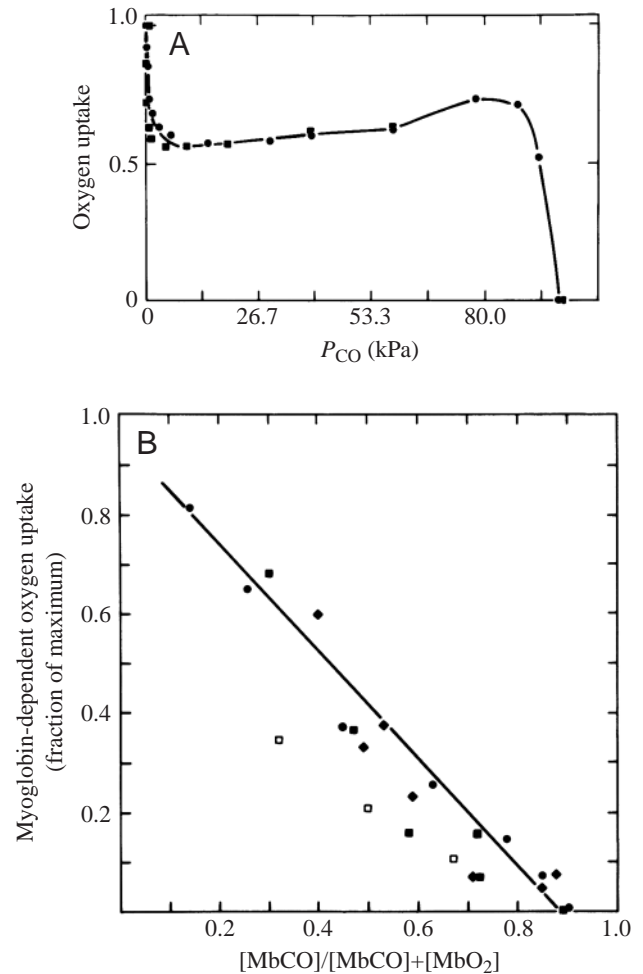 A
Oxygen uptake
1.0
0.5
0
0 26.7 53.3 80.0
P_CO (kPa)
B
Myoglobin-dependent oxygen uptake
(fraction of maximum)
1.0
0.8
0.6
0.4
0.2
0.2 0.4 0.6 0.8 1.0
[MbCO]/[MbCO]+[MbO₂]